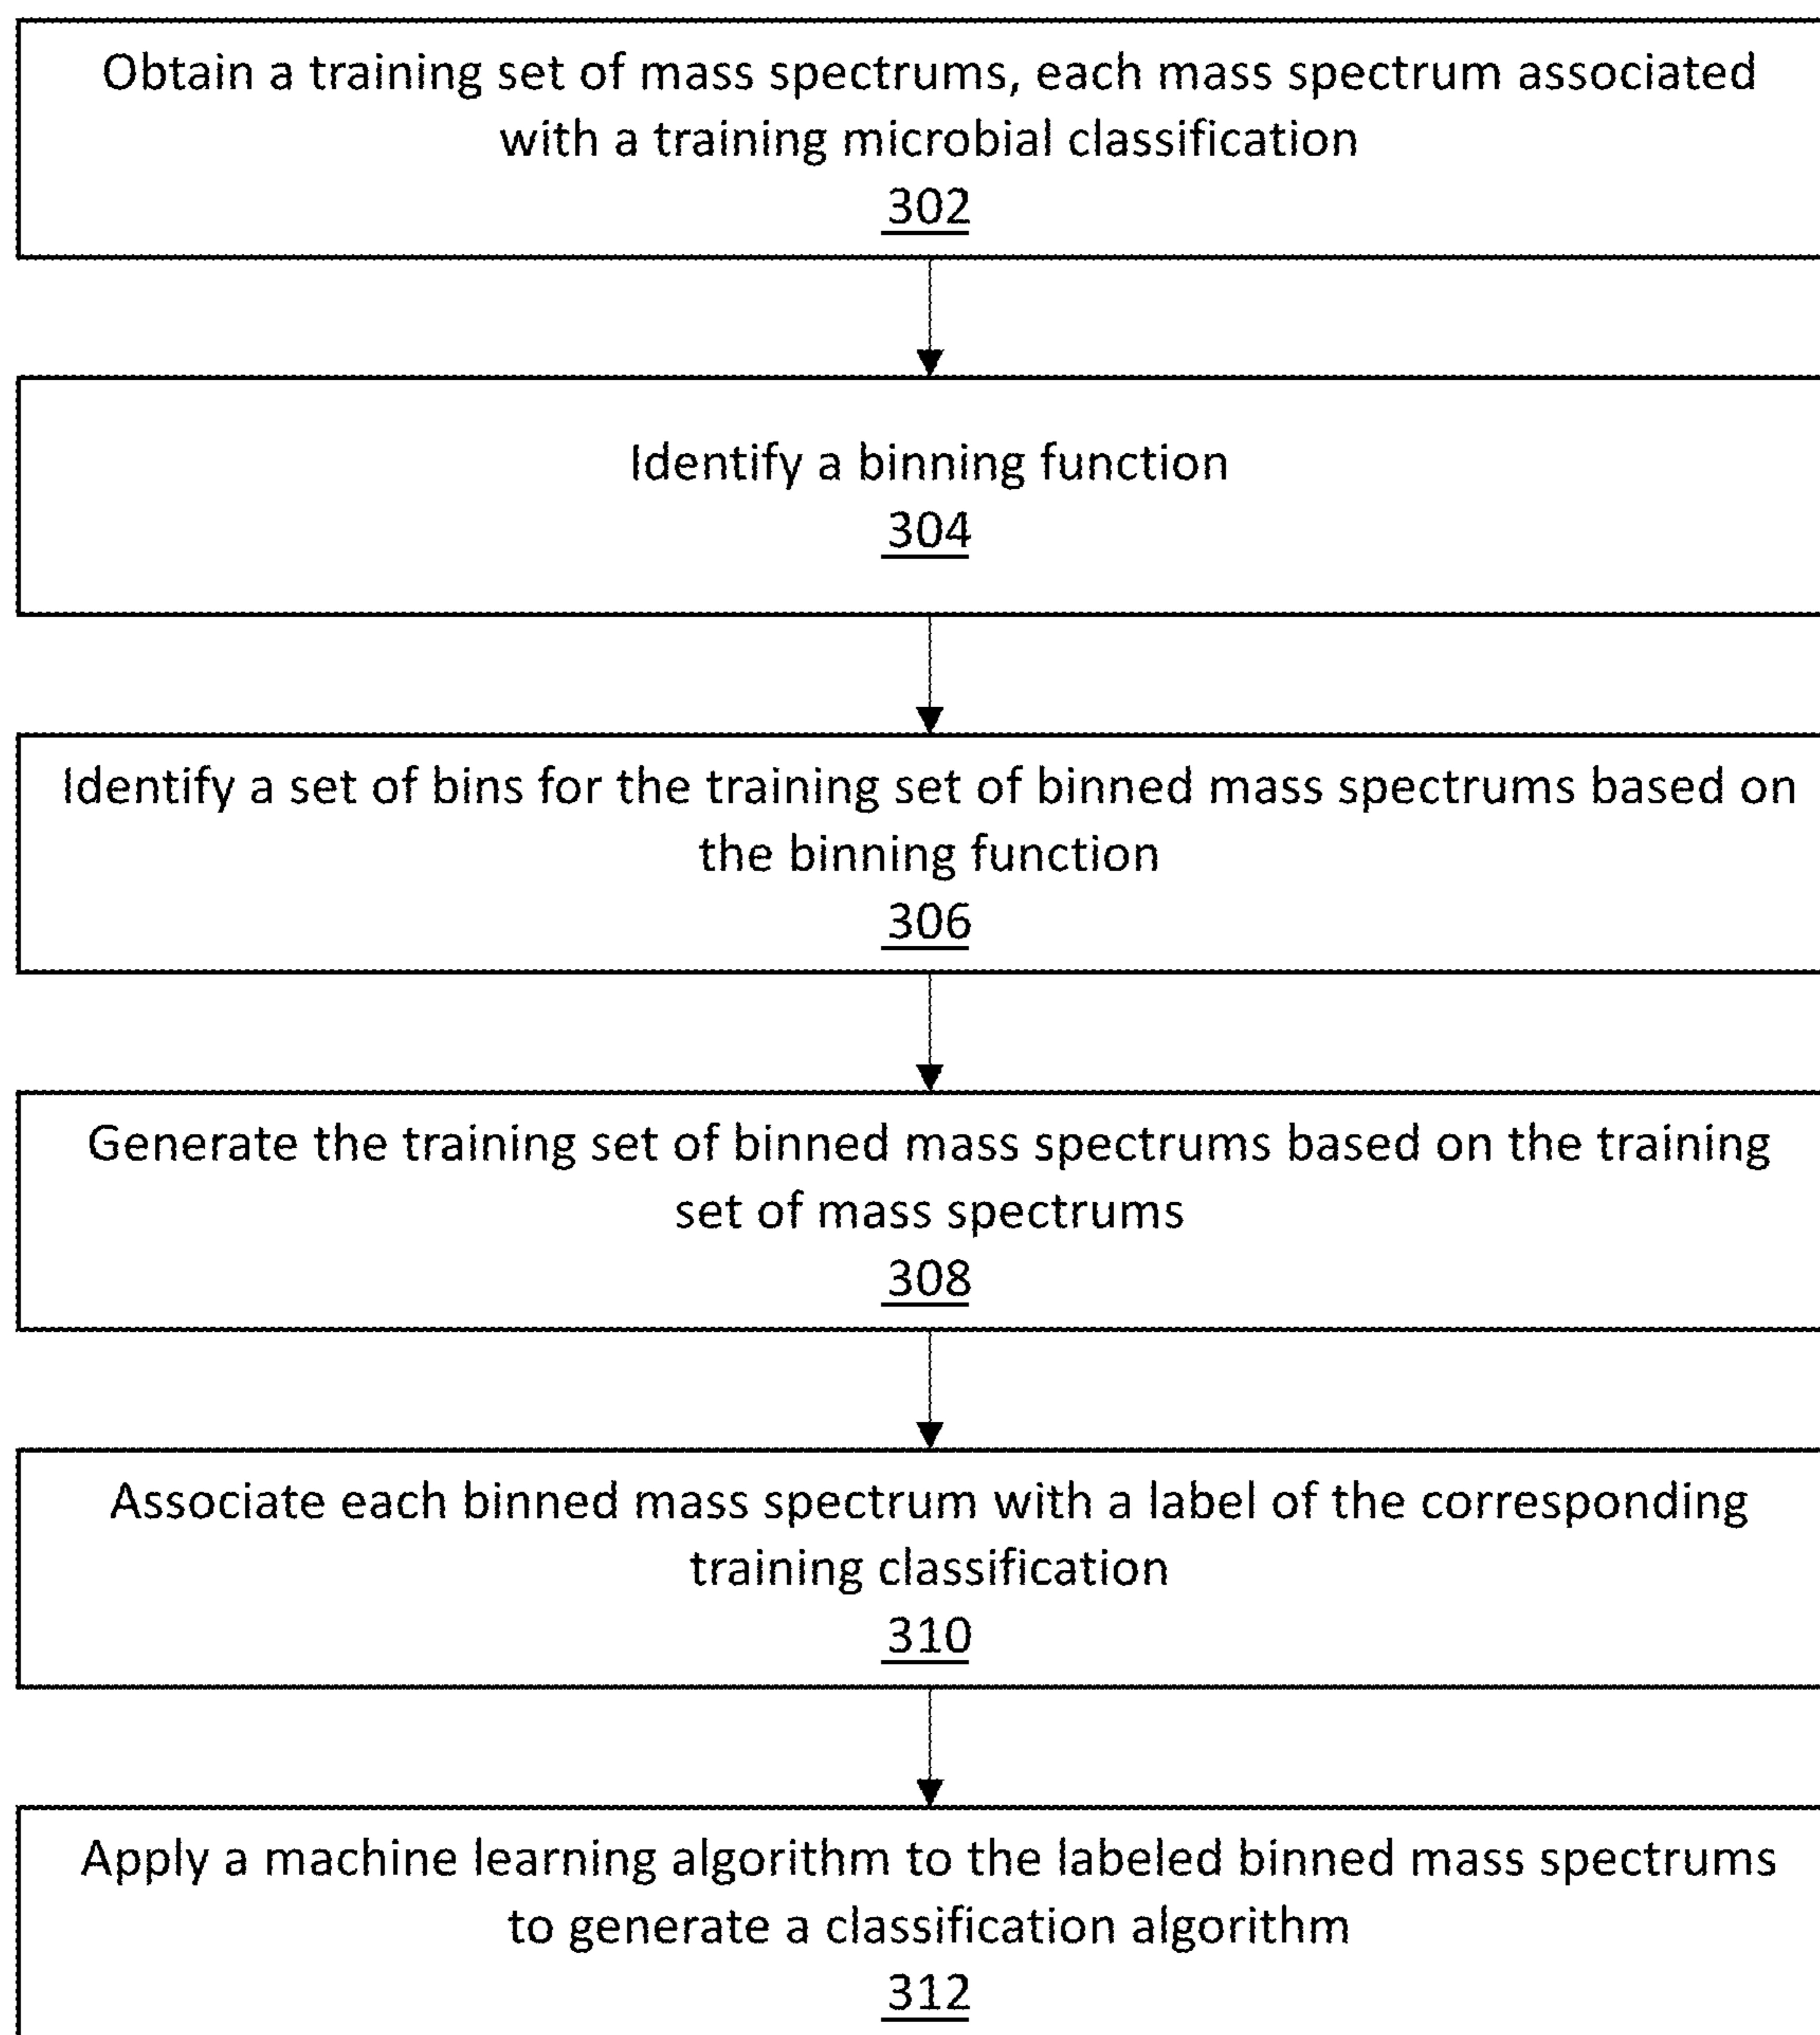 Obtain a training set of mass spectrums, each mass spectrum associated
with a training microbial classification
302
Identify a binning function
304
Identify a set of bins for the training set of binned mass spectrums based on
the binning function
306
Generate the training set of binned mass spectrums based on the training
set of mass spectrums
308
Associate each binned mass spectrum with a label of the corresponding
training classification
310
Apply a machine learning algorithm to the labeled binned mass spectrums
to generate a classification algorithm
312